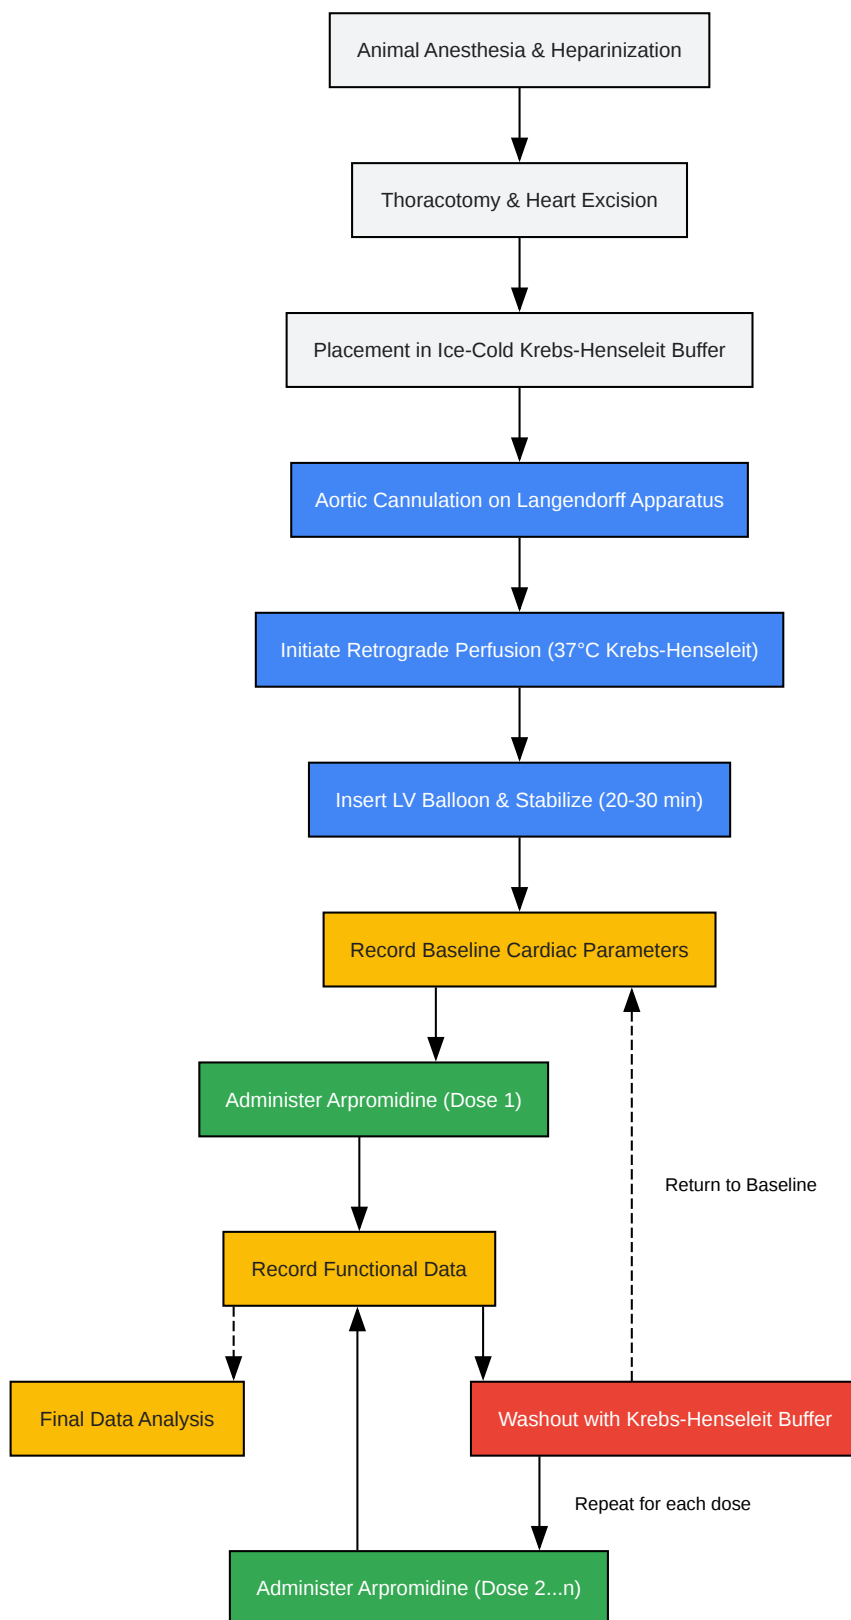 Animal Anesthesia & Heparinization
Thoracotomy & Heart Excision
Placement in Ice-Cold Krebs-Henseleit Buffer
Aortic Cannulation on Langendorff Apparatus
Initiate Retrograde Perfusion (37°C Krebs-Henseleit)
Insert LV Balloon & Stabilize (20-30 min)
Record Baseline Cardiac Parameters
Administer Arpromidine (Dose 1)
Return to Baseline
Record Functional Data
Final Data Analysis
Washout with Krebs-Henseleit Buffer
Repeat for each dose
Administer Arpromidine (Dose 2...n)